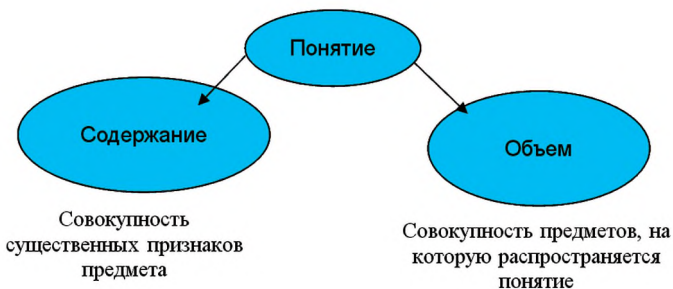 Понятие
Содержание
Объем
Совокупность
существенных признаков
предмета
Совокупность предметов, на
которую распространяется
понятие